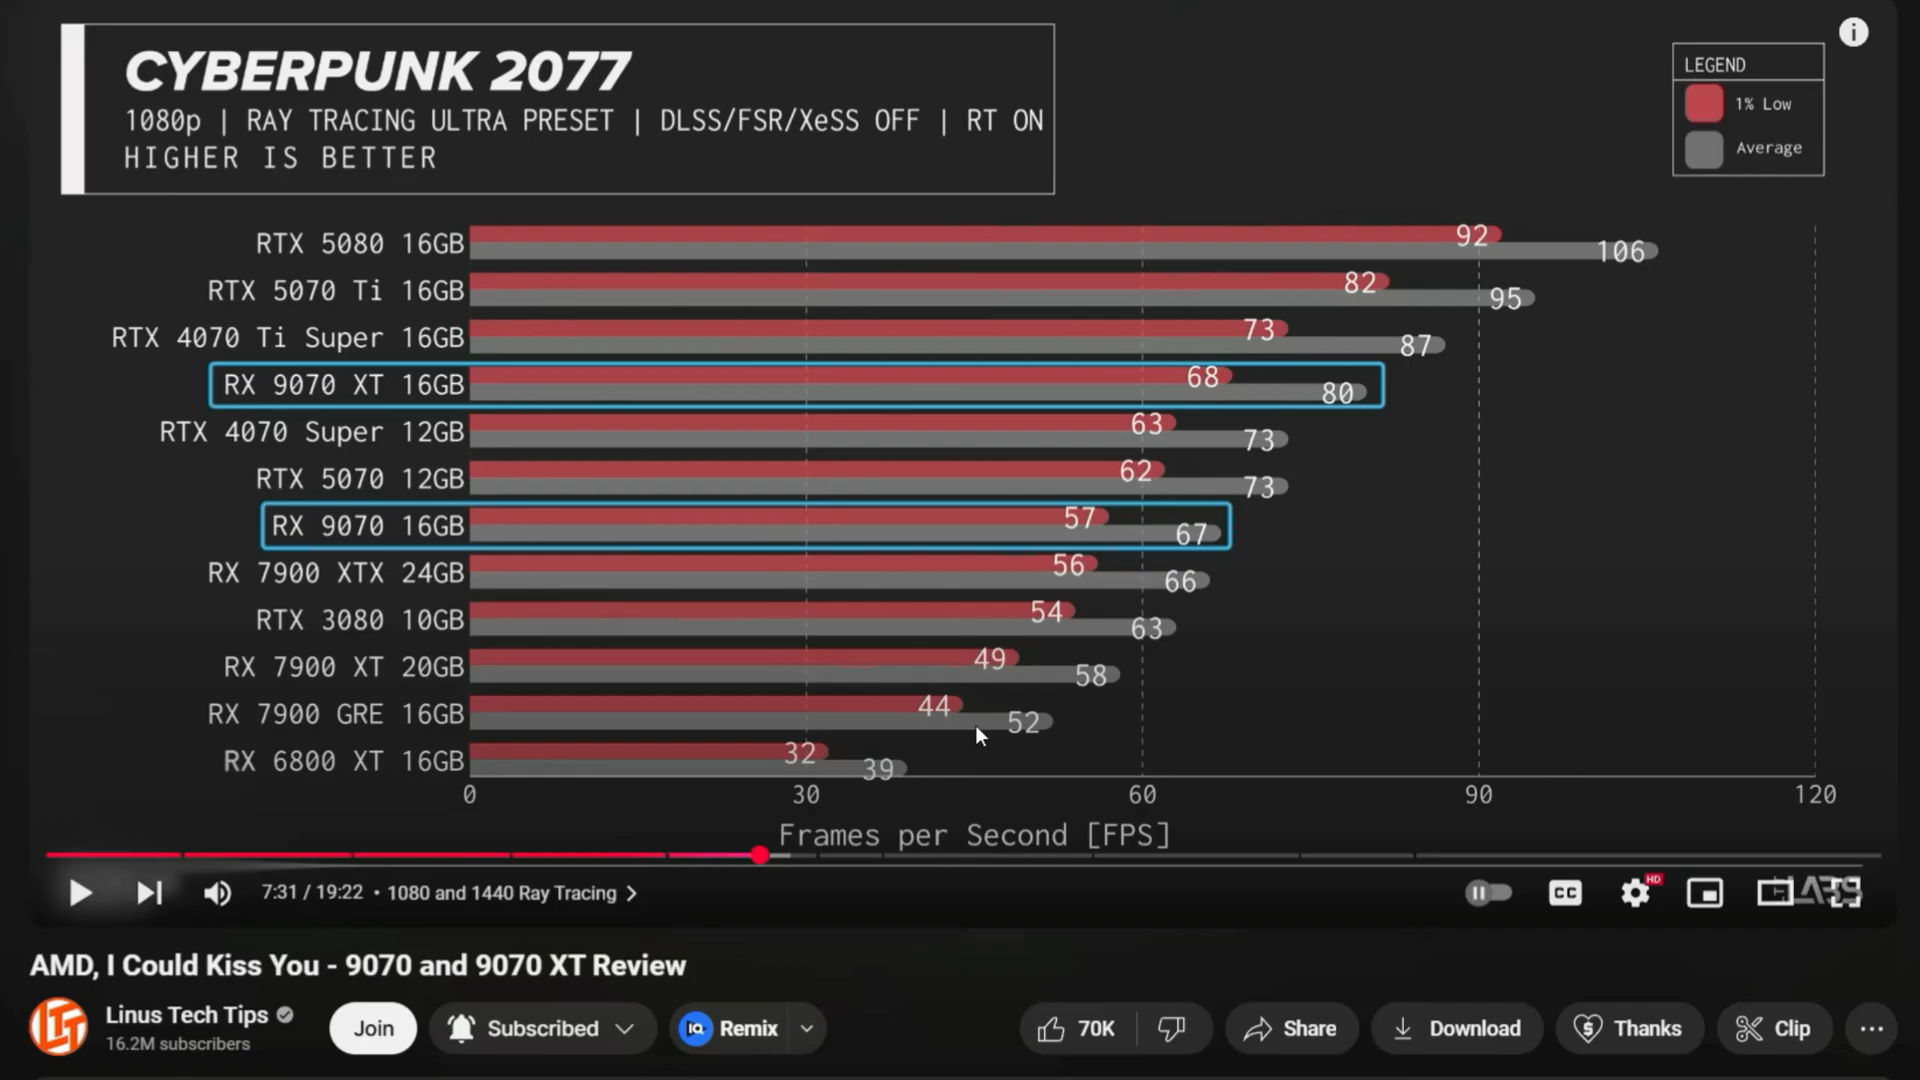 CYBERPUNK 2077
1080p | RAY TRACING ULTRA PRESET | DLSS/FSR/XeSS OFF | RT ON
HIGHER IS BETTER
LEGEND
1% Low
Average
RTX 5080 16GB 92 106
RTX 5070 Ti 16GB 82 95
RTX 4070 Ti Super 16GB 73 87
RX 9070 XT 16GB 68 80
RTX 4070 Super 12GB 63 73
RTX 5070 12GB 62 73
RX 9070 16GB 57 67
RX 7900 XTX 24GB 56 66
RTX 3080 10GB 54 63
RX 7900 XT 20GB 49 58
RX 7900 GRE 16GB 44 52
RX 6800 XT 16GB 32 39
0 30 60 90 120
Frames per Second [FPS]
7:31 / 19:22 • 1080 and 1440 Ray Tracing
CC
HD
AMD, I Could Kiss You - 9070 and 9070 XT Review
LTT
Linus Tech Tips
16.2M subscribers
Join
Subscribed
IQ
Remix
70K
Share
Download
Thanks
Clip